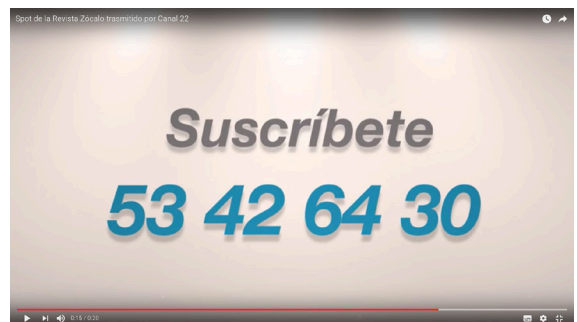 Spot de la Revista Zócalo trasmitido por Canal 22
Suscríbete
53 42 64 30
0:15 / 0:20